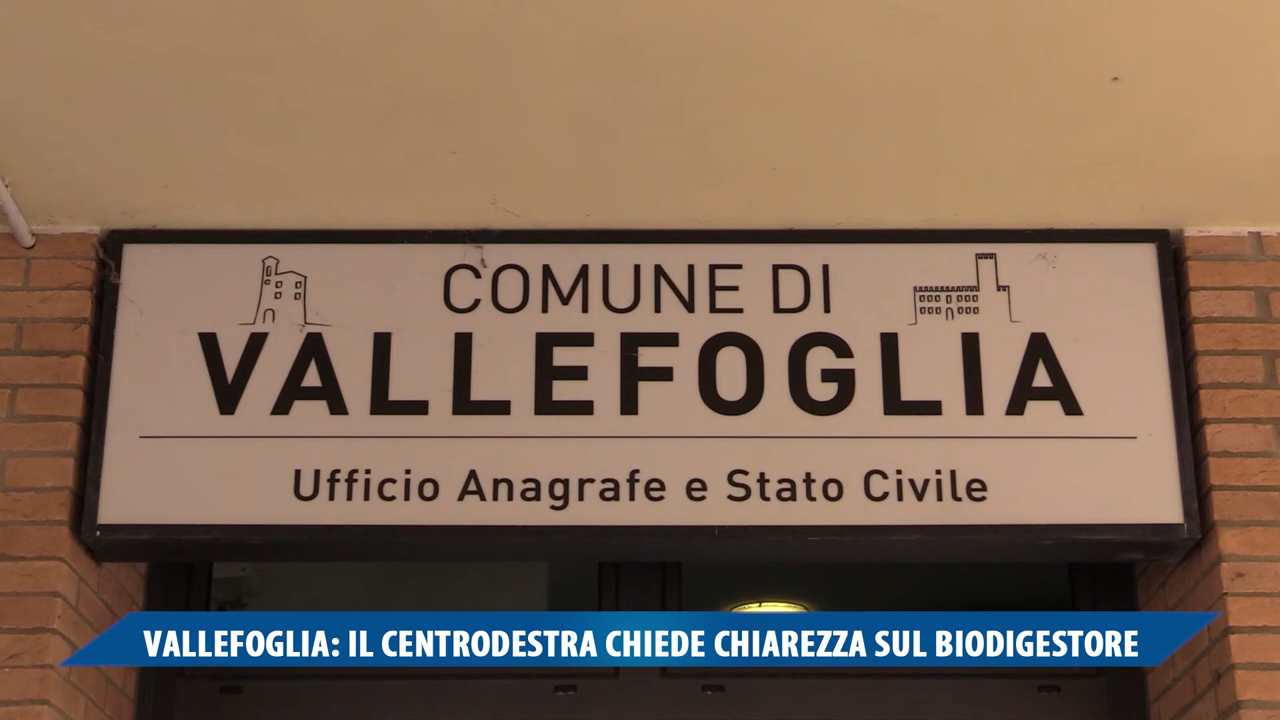 COMUNE DI
VALLEFOGLIA
Ufficio Anagrafe e Stato Civile
VALLEFOGLIA: IL CENTRODESTRA CHIEDE CHIAREZZA SUL BIODIGESTORE